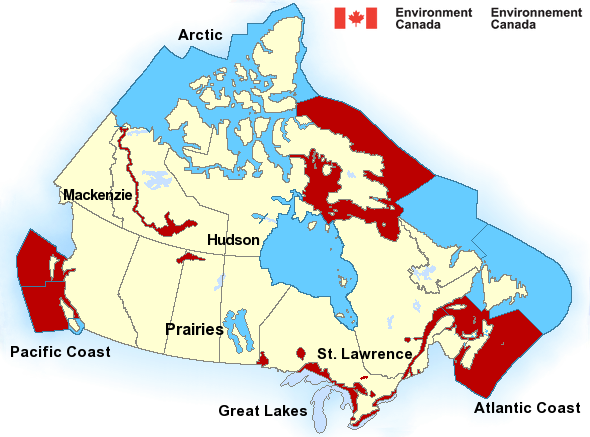 Environment
Canada
Environnement
Canada
Arctic
Mackenzie
Hudson
Prairies
St. Lawrence
Pacific Coast
Great Lakes
Atlantic Coast